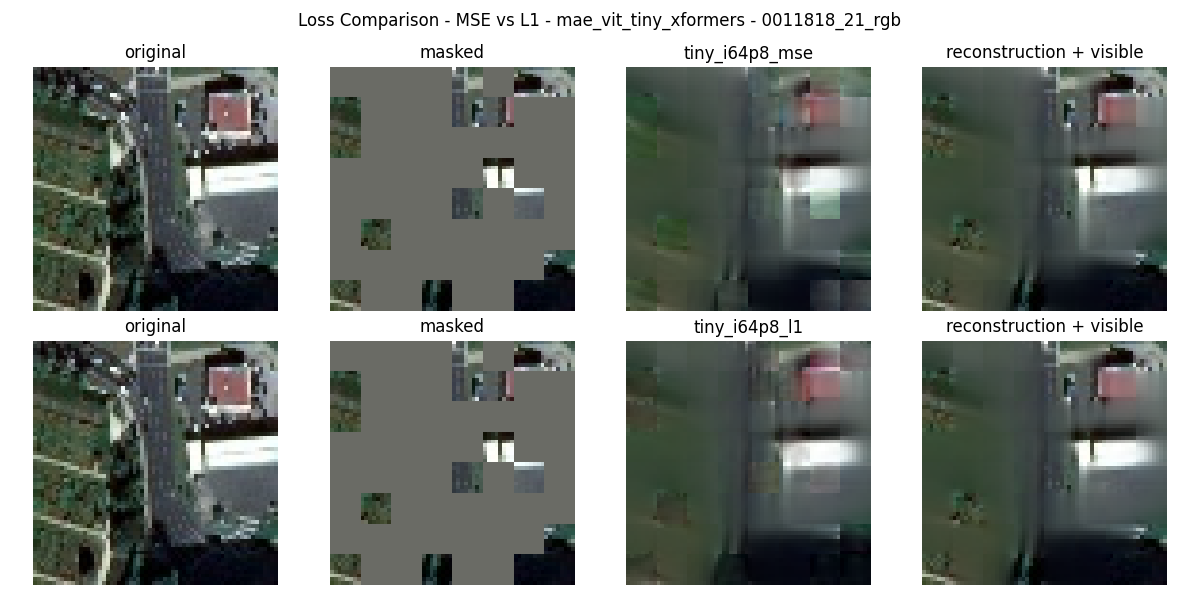 Loss Comparison - MSE vs L1 - mae_vit_tiny_xformers - 0011818_21_rgb
original masked tiny_i64p8_mse reconstruction + visible
original masked tiny_i64p8_l1 reconstruction + visible